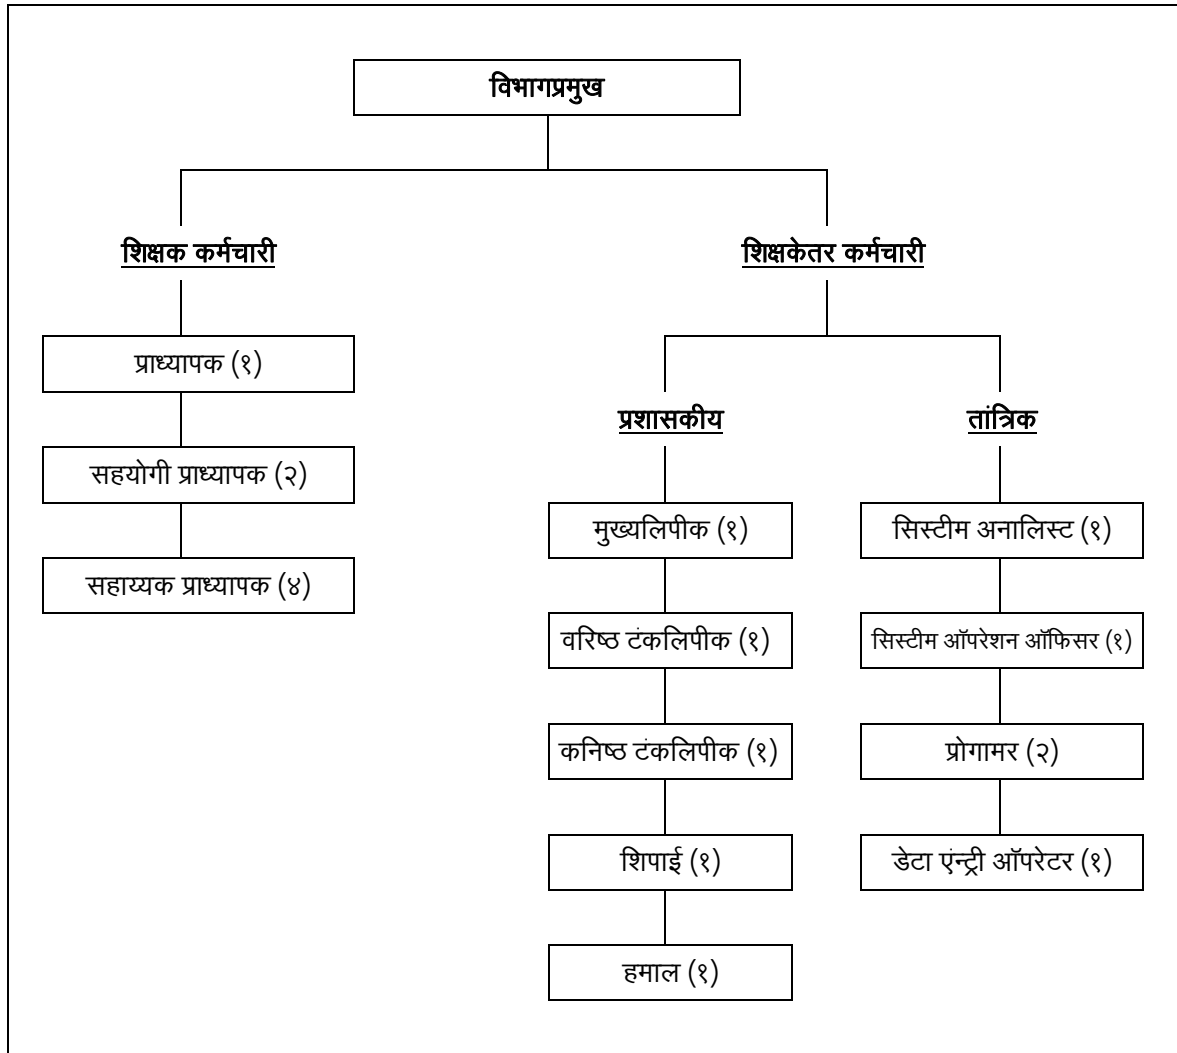 विभागप्रमुख
शिक्षक कर्मचारी
शिक्षकेतर कर्मचारी
प्राध्यापक (१)
सहयोगी प्राध्यापक (२)
सहाय्यक प्राध्यापक (४)
प्रशासकीय
तांत्रिक
मुख्यलिपीक (१)
सिस्टीम अनालिस्ट (१)
वरिष्ठ टंकलिपीक (१)
सिस्टीम ऑपरेशन ऑफिसर (१)
कनिष्ठ टंकलिपीक (१)
प्रोगामर (२)
शिपाई (१)
डेटा एंन्ट्री ऑपरेटर (१)
हमाल (१)